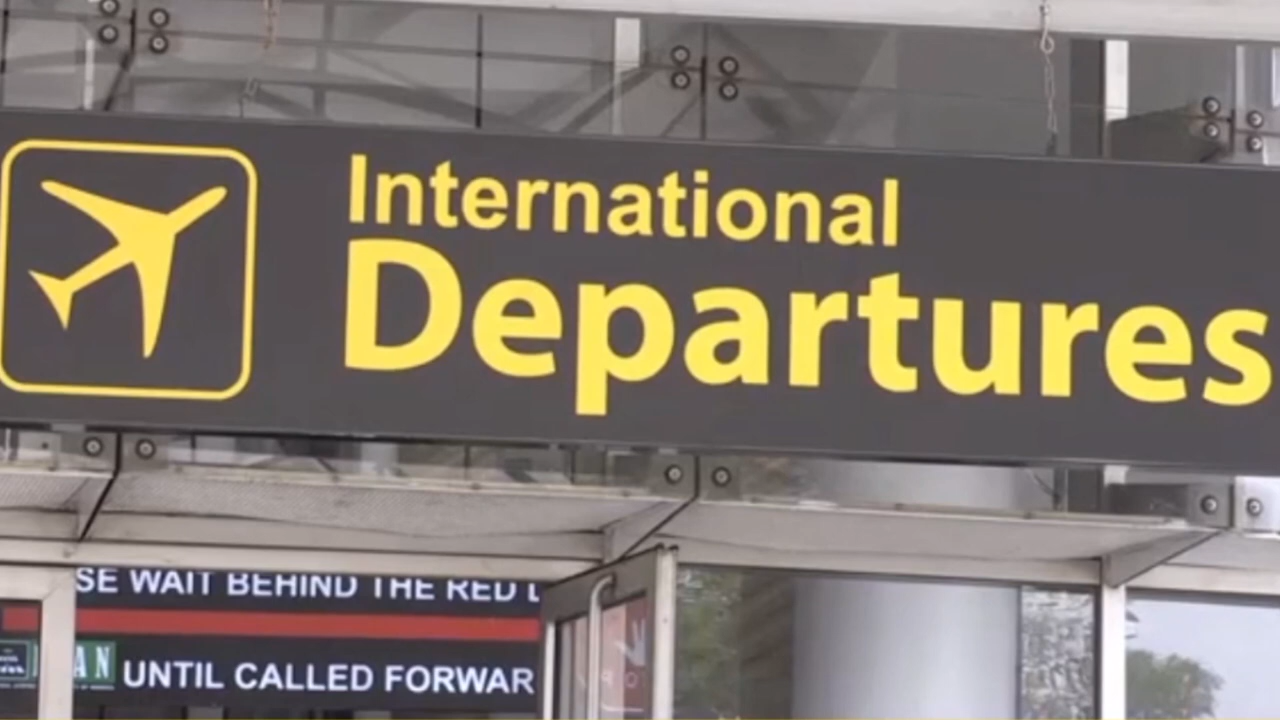 International
Departures
SE WAIT BEHIND THE RED L
UNTIL CALLED FORWAR